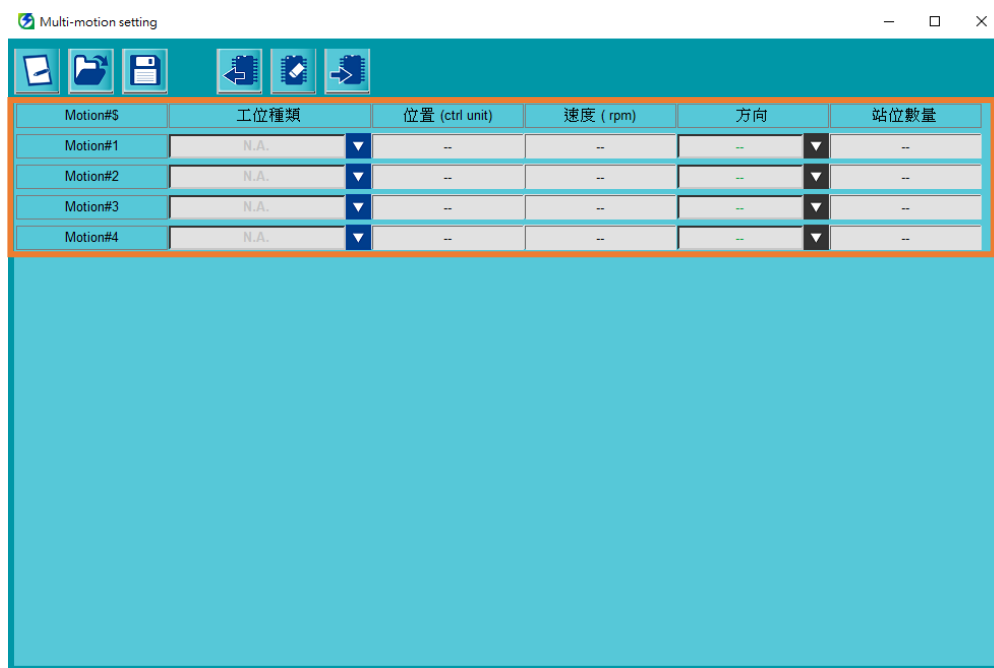 Multi-motion setting
Motion#$ 工位種類 位置 (ctrl unit) 速度 ( rpm) 方向 站位數量
Motion#1 N.A. -- -- -- --
Motion#2 N.A. -- -- -- --
Motion#3 N.A. -- -- -- --
Motion#4 N.A. -- -- -- --